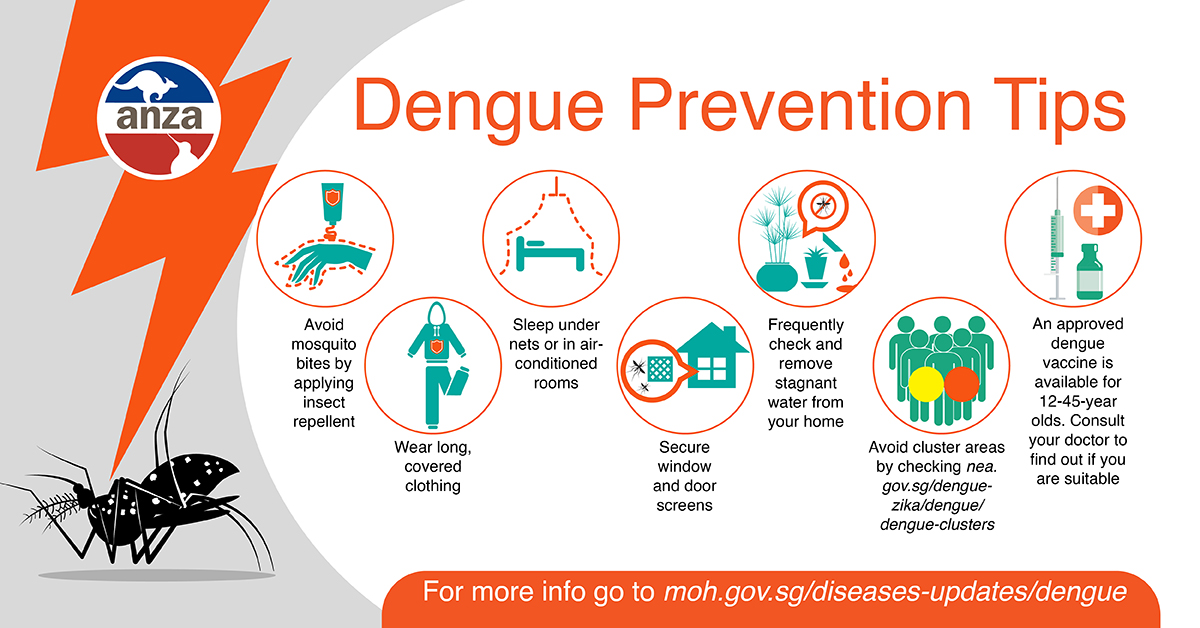 anza
Dengue Prevention Tips
Avoid
mosquito
bites by
applying
insect
repellent
Wear long,
covered
clothing
Sleep under
nets or in air-
conditioned
rooms
Secure
window
and door
screens
Frequently
check and
remove
stagnant
water from
your home
Avoid cluster areas
by checking nea.
gov.sg/dengue-
zika/dengue/
dengue-clusters
An approved
dengue
vaccine is
available for
12-45-year
olds. Consult
your doctor to
find out if you
are suitable
For more info go to moh.gov.sg/diseases-updates/dengue